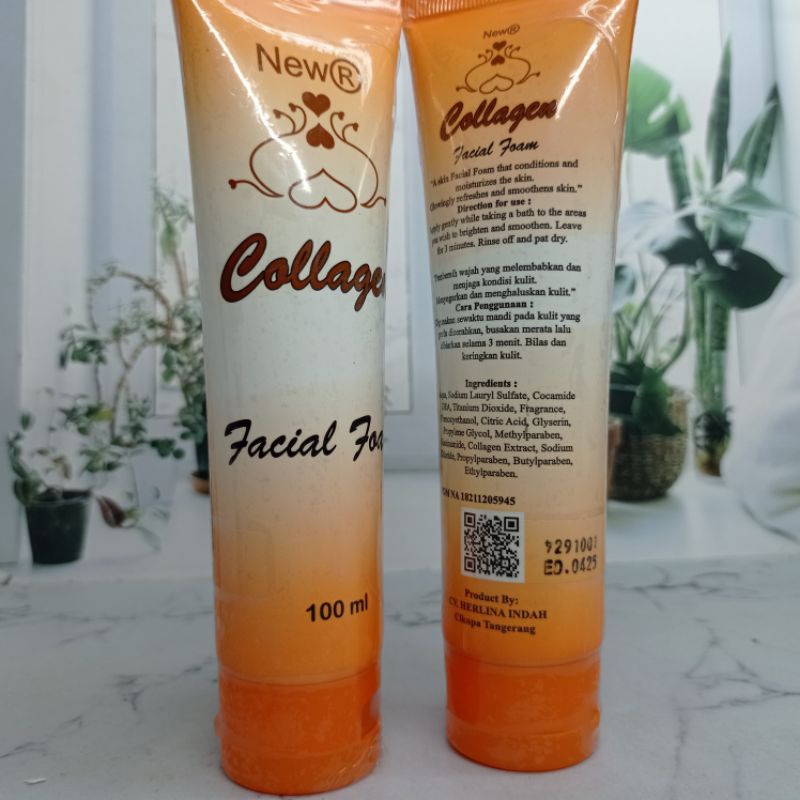 New®
Collagen
Facial
100 ml
New®
Collagen
Facial Foam
"A skin Facial Foam that conditions and
moisturizes the skin.
refreshes and smoothens skin."
Direction for use :
gently while taking a bath to the areas
you wish to brighten and smoothen. Leave
for 3 minutes. Rinse off and pat dry.
wajah yang melembabkan dan
menjaga kondisi kulit.
dan menghaluskan kulit."
Cara Penggunaan :
sewaktu mandi pada kulit yang
dicerahkan, busakan merata lalu
selama 3 menit. Bilas dan
keringkan kulit.
Ingredients :
Sodium Lauryl Sulfate, Cocamide
Titanium Dioxide, Fragrance,
Citric Acid, Glyserin,
Glycol, Methylparaben,
Collagen Extract, Sodium
Propylparaben, Butylparaben,
Ethylparaben.
NA 18211205945
ED.0425
Product By:
CV. HERLINA INDAH
Cikupa Tangerang